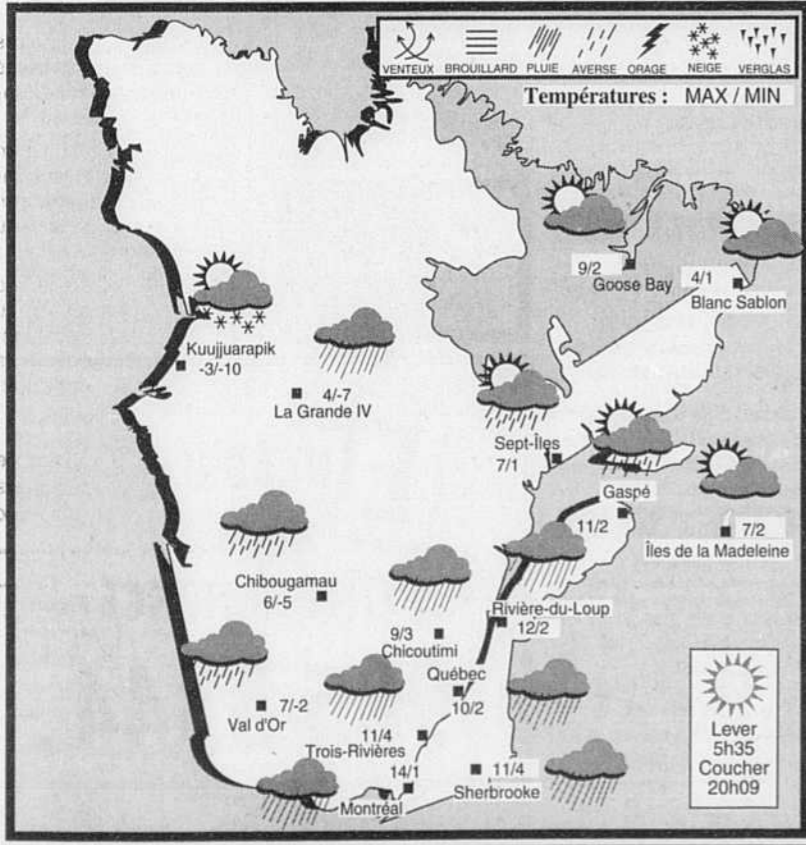 VENTEUX BROUILLARD PLUIE AVERSE ORAGE NEIGE VERGLAS
Températures : MAX / MIN
9/2
Goose Bay
4/1
Blanc Sablon
Kuujjuarapik
-3/-10
4/-7
La Grande IV
Sept-Îles
7/1
Gaspé
11/2
7/2
Îles de la Madeleine
Chibougamau
6/-5
Rivière-du-Loup
12/2
9/3
Chicoutimi
Québec
10/2
7/-2
Val d'Or
11/4
Trois-Rivières
14/1
Montréal
11/4
Sherbrooke
Lever
5h35
Coucher
20h09